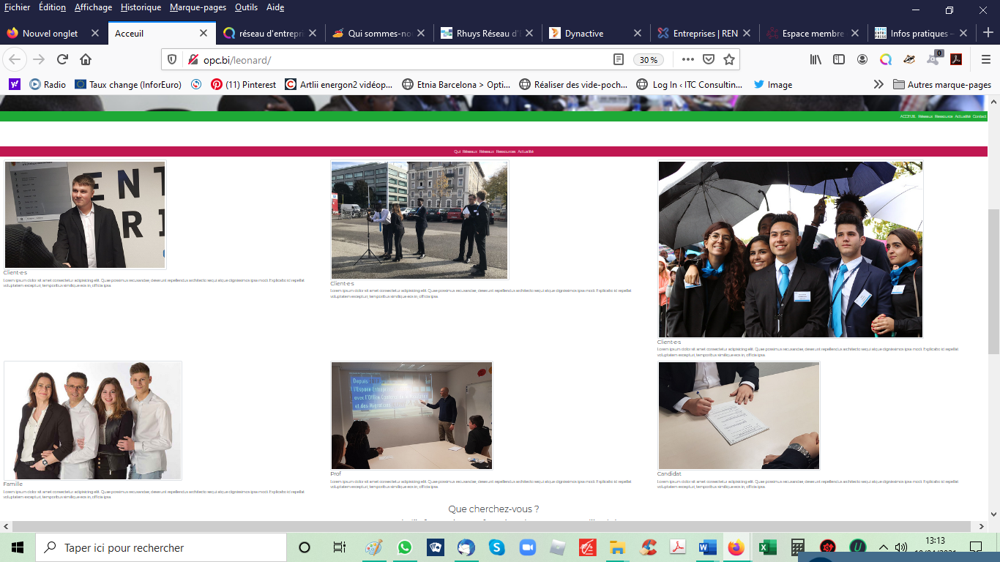 Fichier Édition Affichage Historique Marque-pages Outils Aide
Nouvel onglet
Acceuil
réseau d'entrepri
Qui sommes-no
Rhuys Réseau d'
Dynactive
Entreprises | REN
Espace membre
Infos pratiques –
opc.bi/leonard/
30 %
0
Radio
Taux change (InforEuro)
(11) Pinterest
Artlii energon2 vidéop...
Etnia Barcelona > Opti...
Réaliser des vide-poch...
Log In ‹ ITC Consultin...
Image
Autres marque-pages
ACCEUIL Réseaux Ressource Actualité Contact
Qui Réseaux Réseaux Ressources Actualité
ENT
RI
Client·e·s
Lorem ipsum dolor sit amet consectetur adipisicing elit. Quae possimus recusandae, deserunt repellendus architecto sequi atque dignissimos ipsa modi. Explicabo id repellat
voluptatem excepturi, temporibus similique eos in, officia ipsa.
Client·e·s
Lorem ipsum dolor sit amet consectetur adipisicing elit. Quae possimus recusandae, deserunt repellendus architecto sequi atque dignissimos ipsa modi. Explicabo id repellat
voluptatem excepturi, temporibus similique eos in, officia ipsa.
Client·e·s
Lorem ipsum dolor sit amet consectetur adipisicing elit. Quae possimus recusandae, deserunt repellendus architecto sequi atque dignissimos ipsa modi. Explicabo id repellat
voluptatem excepturi, temporibus similique eos in, officia ipsa.
Famille
Lorem ipsum dolor sit amet consectetur adipisicing elit. Quae possimus recusandae, deserunt repellendus architecto sequi atque dignissimos ipsa modi. Explicabo id repellat
voluptatem excepturi, temporibus similique eos in, officia ipsa.
Depuis
l'Espace Entreprise
avec l'Office
et des Migrations
Prof
Lorem ipsum dolor sit amet consectetur adipisicing elit. Quae possimus recusandae, deserunt repellendus architecto sequi atque dignissimos ipsa modi. Explicabo id repellat
voluptatem excepturi, temporibus similique eos in, officia ipsa.
Candidat
Lorem ipsum dolor sit amet consectetur adipisicing elit. Quae possimus recusandae, deserunt repellendus architecto sequi atque dignissimos ipsa modi. Explicabo id repellat
voluptatem excepturi, temporibus similique eos in, officia ipsa.
Que cherchez-vous ?
Taper ici pour rechercher
13:13